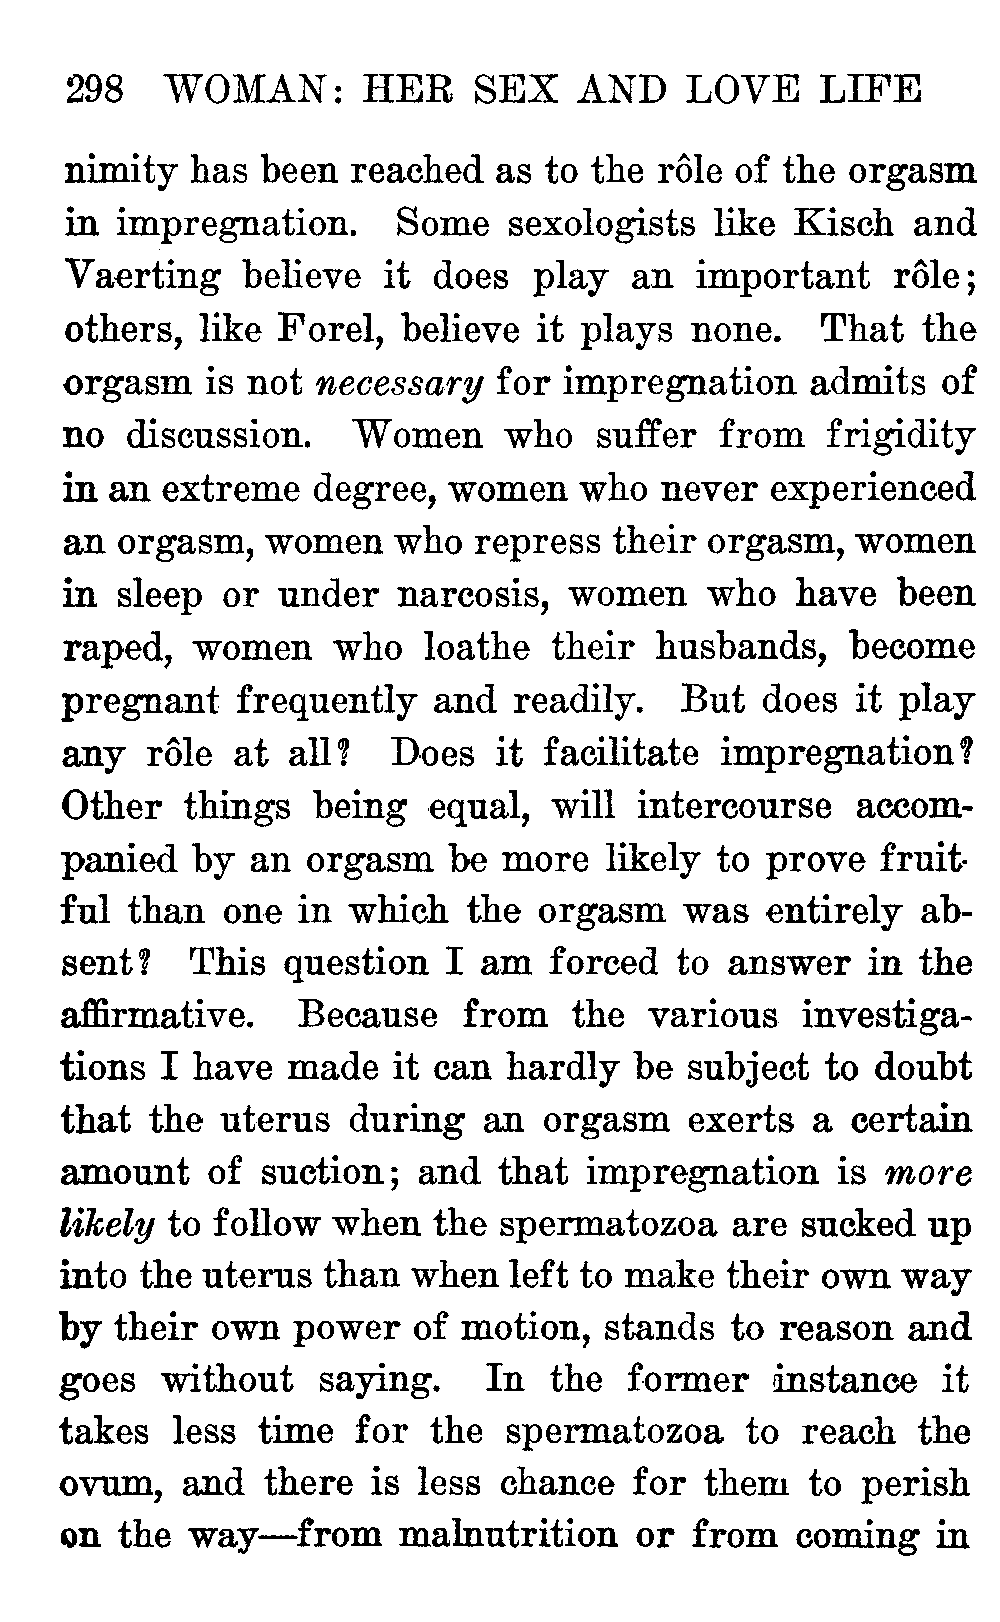 298 WOMAN: HER SEX AND LOVE LIFE
nimity has been reached as to the rôle of the orgasm
in impregnation. Some sexologists like Kisch and
Vaerting believe it does play an important rôle;
others, like Forel, believe it plays none. That the
orgasm is not necessary for impregnation admits of
no discussion. Women who suffer from frigidity
in an extreme degree, women who never experienced
an orgasm, women who repress their orgasm, women
in sleep or under narcosis, women who have been
raped, women who loathe their husbands, become
pregnant frequently and readily. But does it play
any rôle at all? Does it facilitate impregnation?
Other things being equal, will intercourse accom-
panied by an orgasm be more likely to prove fruit-
ful than one in which the orgasm was entirely ab-
sent? This question I am forced to answer in the
affirmative. Because from the various investiga-
tions I have made it can hardly be subject to doubt
that the uterus during an orgasm exerts a certain
amount of suction; and that impregnation is more
likely to follow when the spermatozoa are sucked up
into the uterus than when left to make their own way
by their own power of motion, stands to reason and
goes without saying. In the former instance it
takes less time for the spermatozoa to reach the
ovum, and there is less chance for them to perish
on the way—from malnutrition or from coming in